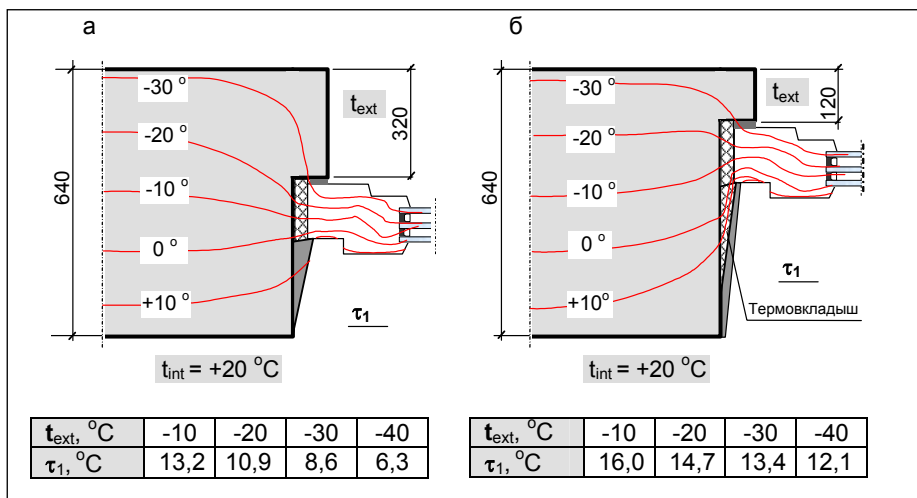 а
640
-30 °
-20 °
-10 °
0 °
+10 °
t_ext
320
τ₁
t_int = +20 °C
t_ext, °C -10 -20 -30 -40
τ₁, °C 13,2 10,9 8,6 6,3
б
640
-30 °
-20 °
-10 °
0 °
+10°
t_ext
120
τ₁
Термовкладыш
t_int = +20 °C
t_ext, °C -10 -20 -30 -40
τ₁, °C 16,0 14,7 13,4 12,1